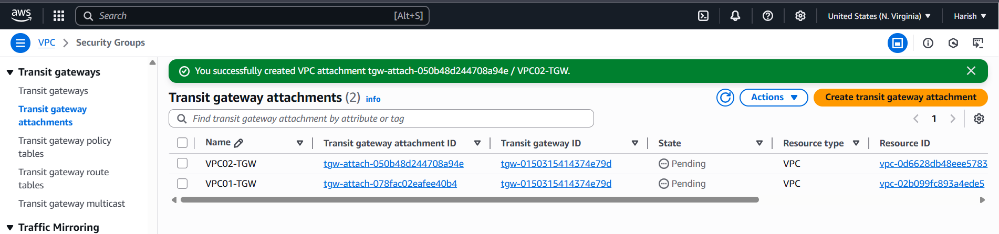 aws Search [Alt+S] United States (N. Virginia) Harish
VPC > Security Groups
Transit gateways
Transit gateways
Transit gateway
attachments
Transit gateway policy
tables
Transit gateway route
tables
Transit gateway multicast
Traffic Mirroring
You successfully created VPC attachment tgw-attach-050b48d244708a94e / VPC02-TGW.
Transit gateway attachments (2) info Actions Create transit gateway attachment
Find transit gateway attachment by attribute or tag 1
Name Transit gateway attachment ID Transit gateway ID State Resource type Resource ID
VPC02-TGW tgw-attach-050b48d244708a94e tgw-0150315414374e79d Pending VPC vpc-0d6628db48eee5783
VPC01-TGW tgw-attach-078fac02eafee40b4 tgw-0150315414374e79d Pending VPC vpc-02b099fc893a4ede5